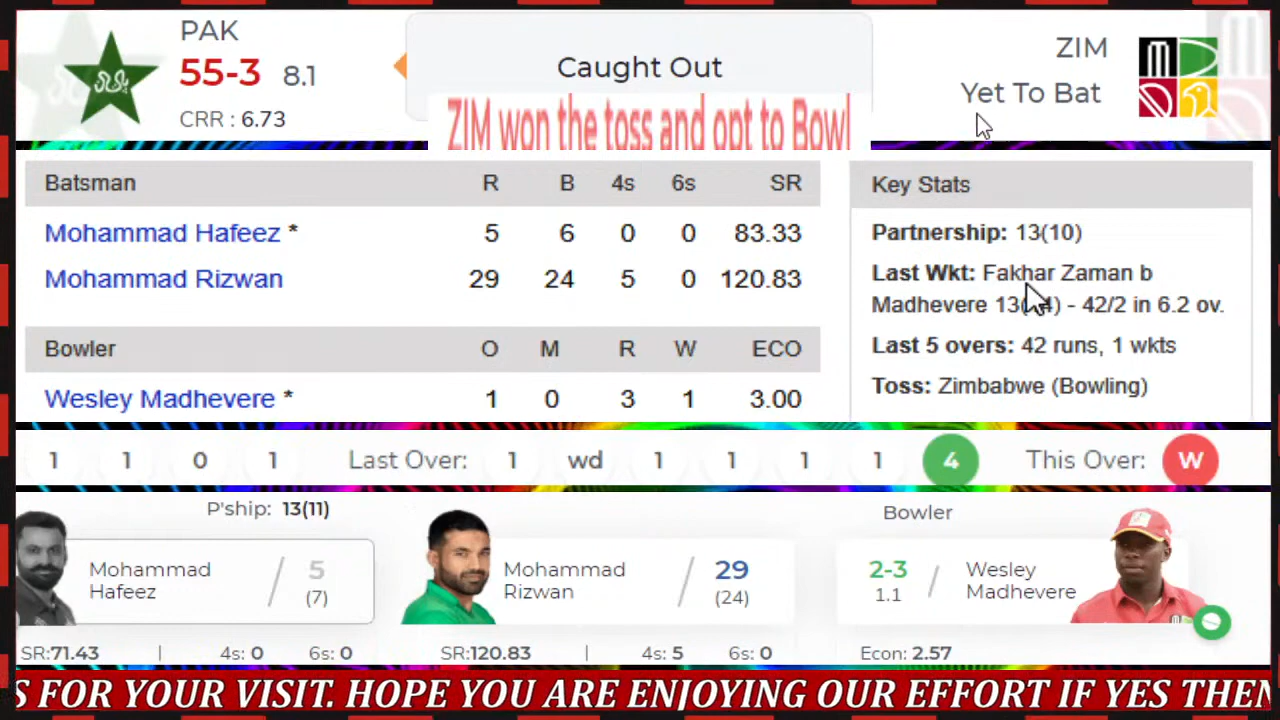 PAK
55-3 8.1
CRR : 6.73
Caught Out
ZIM won the toss and opt to Bowl
ZIM
Yet To Bat
Batsman R B 4s 6s SR
Mohammad Hafeez * 5 6 0 0 83.33
Mohammad Rizwan 29 24 5 0 120.83
Bowler O M R W ECO
Wesley Madhevere * 1 0 3 1 3.00
Key Stats
Partnership: 13(10)
Last Wkt: Fakhar Zaman b
Madhevere - 42/2 in 6.2 ov.
Last 5 overs: 42 runs, 1 wkts
Toss: Zimbabwe (Bowling)
1 1 0 1 Last Over: 1 wd 1 1 1 1 4 This Over: W
P'ship: 13(11)
Mohammad
Hafeez
/ 5
(7)
SR:71.43 | 4s: 0 6s: 0
Mohammad
Rizwan
/ 29
(24)
SR:120.83 | 4s: 5 6s: 0
Bowler
2-3
1.1
/ Wesley
Madhevere
Econ: 2.57
S FOR YOUR VISIT. HOPE YOU ARE ENJOYING OUR EFFORT IF YES THEN